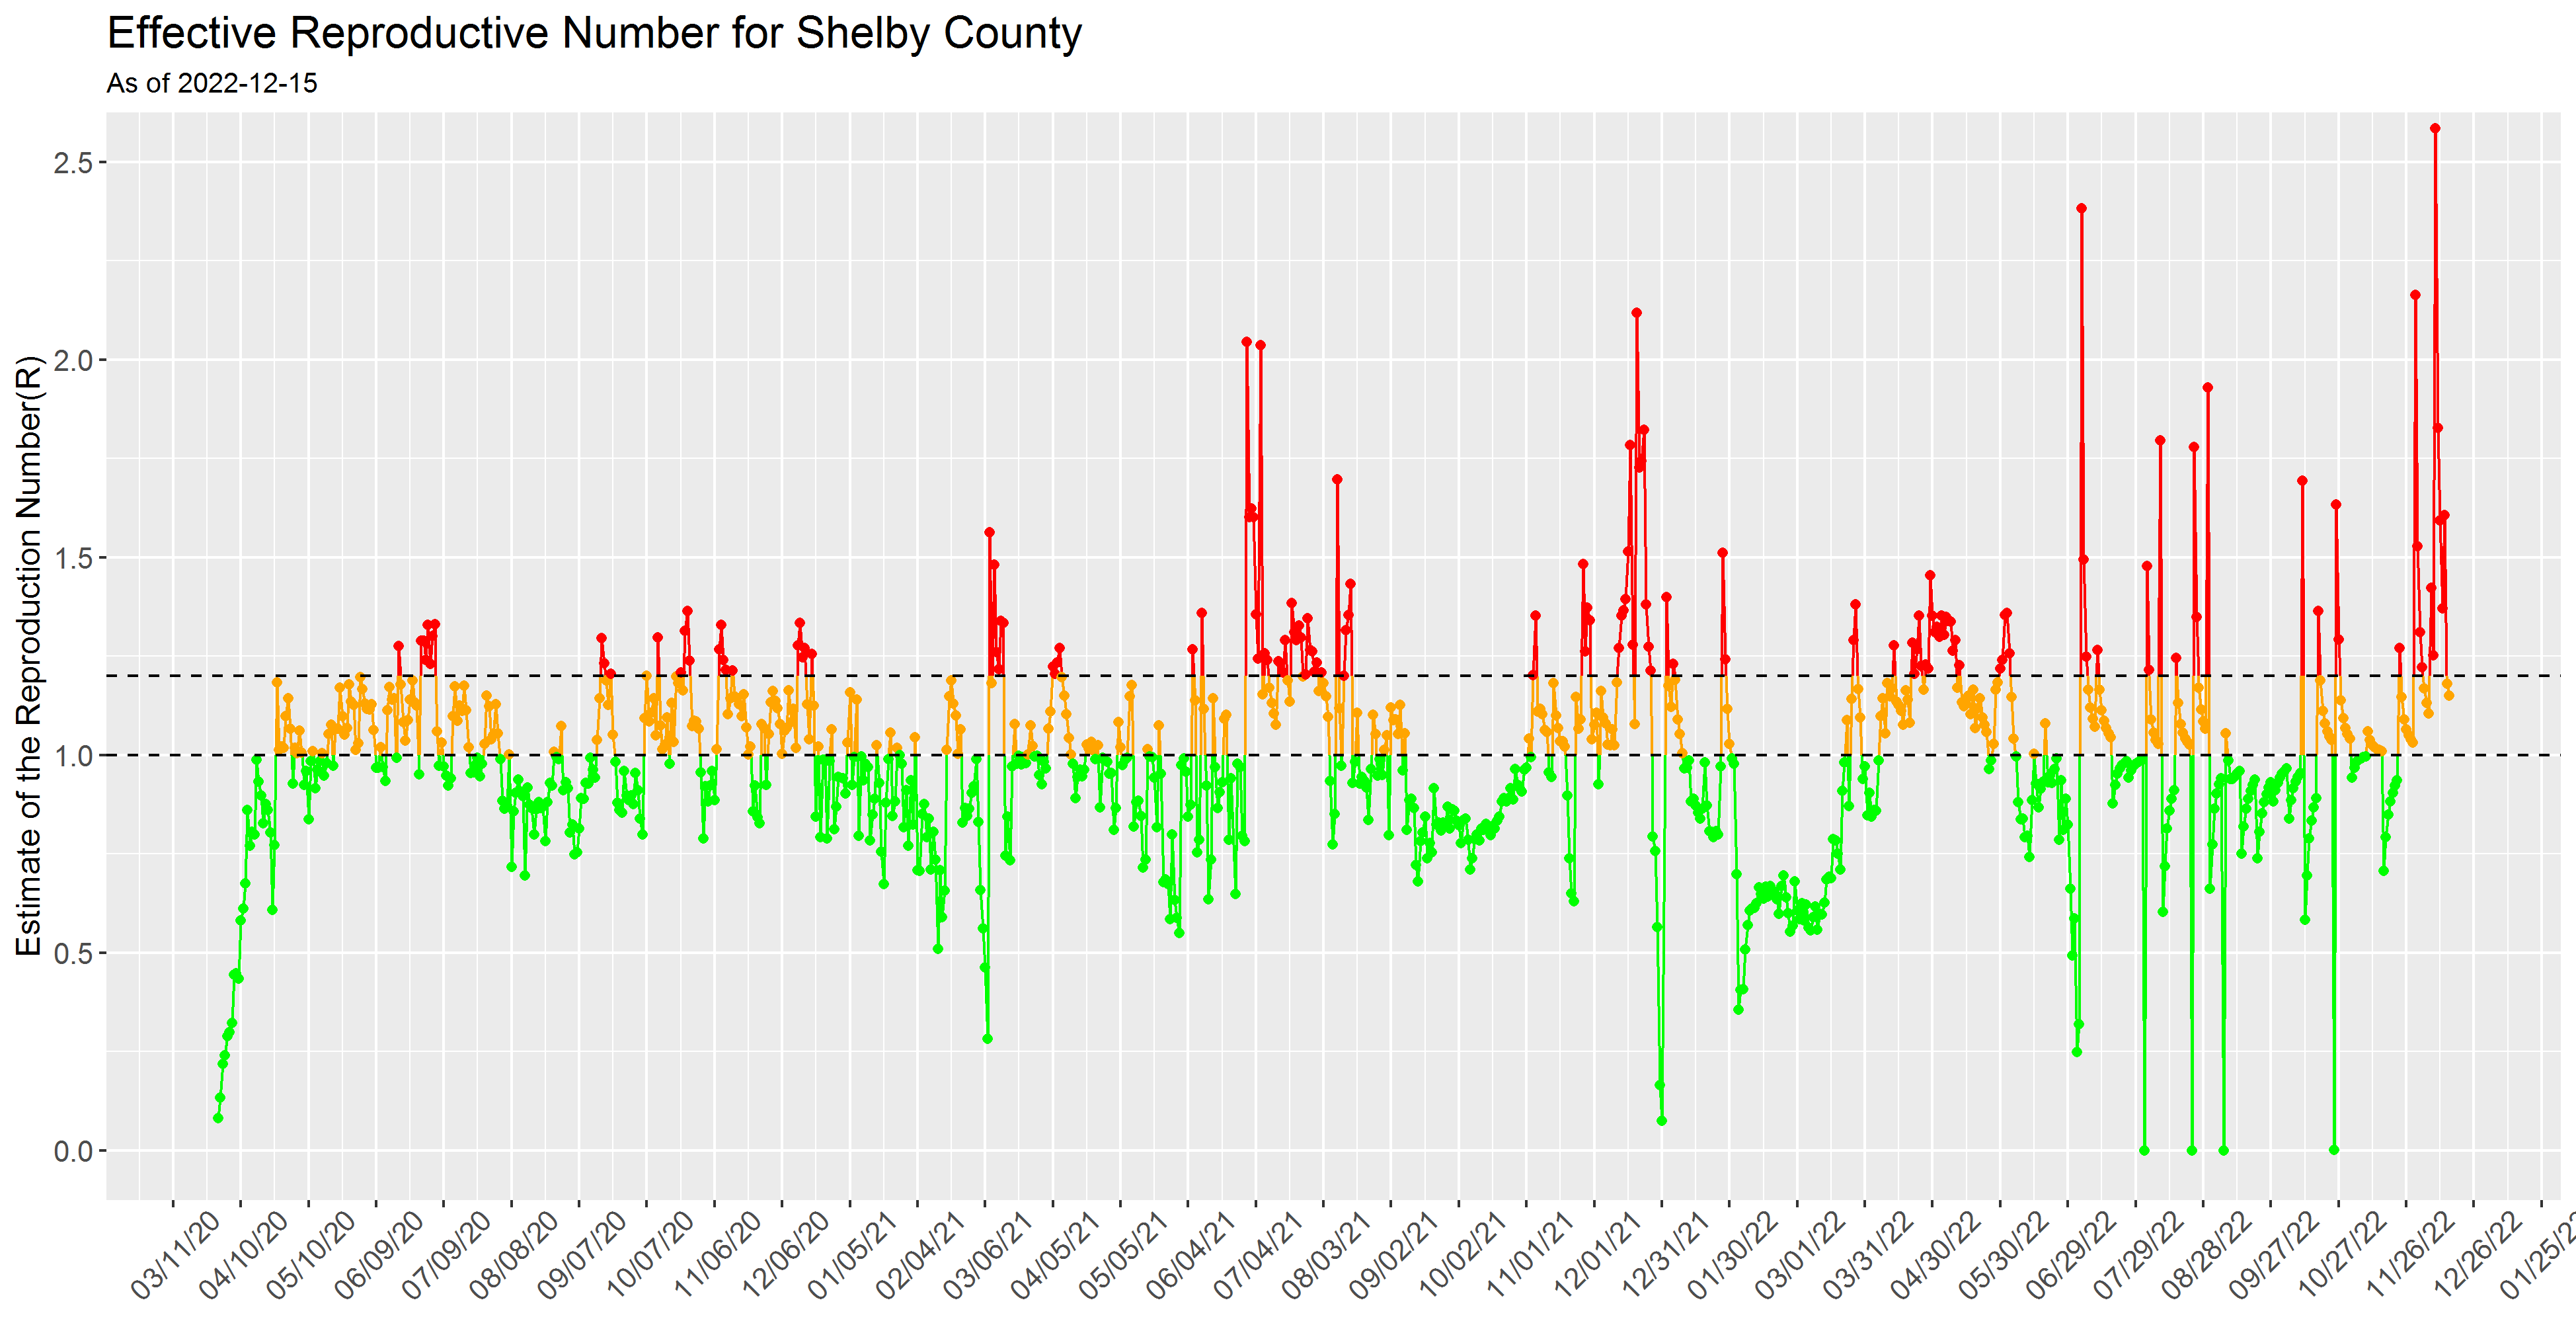 Effective Reproductive Number for Shelby County
As of 2022-12-15
Estimate of the Reproduction Number(R)
2.5
2.0
1.5
1.0
0.5
0.0
03/11/20 04/10/20 05/10/20 06/09/20 07/09/20 08/08/20 09/07/20 10/07/20 11/06/20 12/06/20 01/05/21 02/04/21 03/06/21 04/05/21 05/05/21 06/04/21 07/04/21 08/03/21 09/02/21 10/02/21 11/01/21 12/01/21 12/31/21 01/30/22 03/01/22 03/31/22 04/30/22 05/30/22 06/29/22 07/29/22 08/28/22 09/27/22 10/27/22 11/26/22 12/26/22